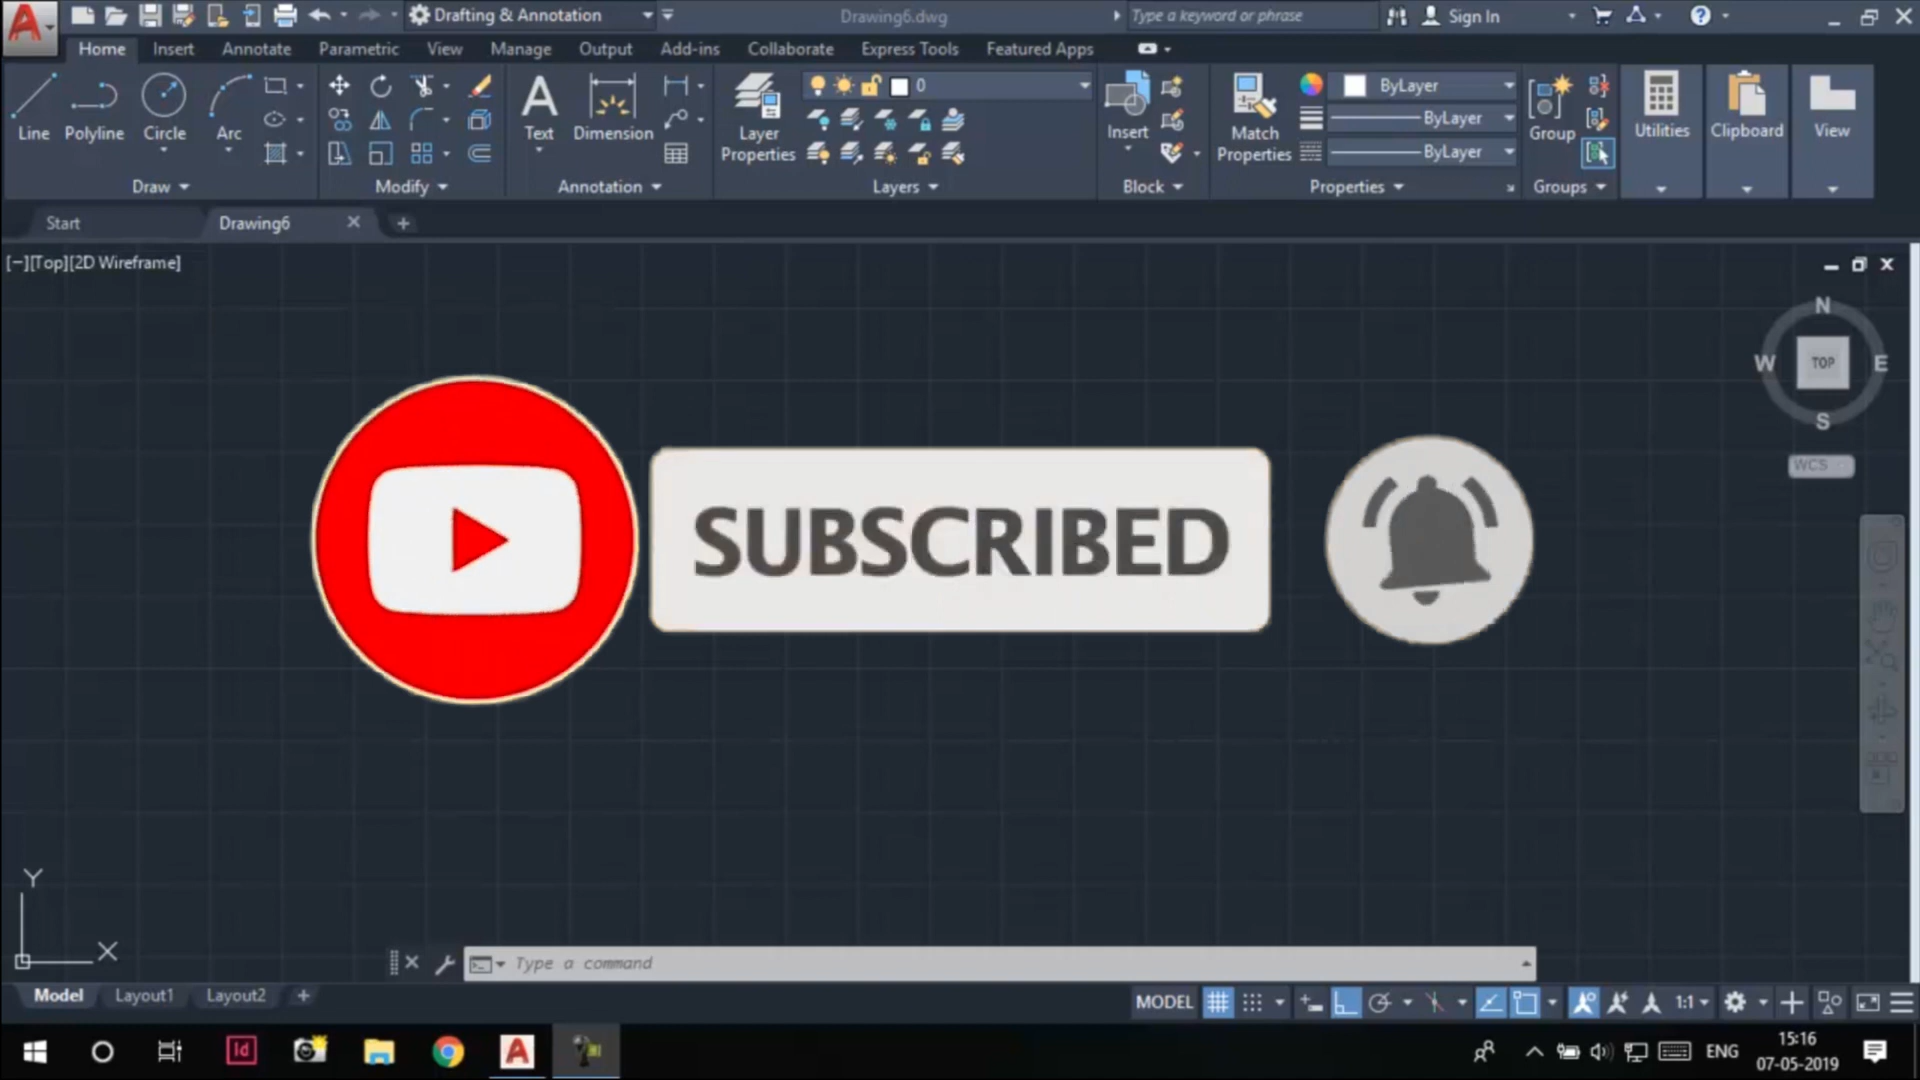 Drafting & Annotation
Drawing6.dwg
Type a keyword or phrase
Sign In
Home
Insert
Annotate
Parametric
View
Manage
Output
Add-ins
Collaborate
Express Tools
Featured Apps
Line
Polyline
Circle
Arc
Draw
Modify
Text
Dimension
Annotation
Layer
Properties
0
Layers
Insert
Block
Match
Properties
ByLayer
ByLayer
ByLayer
Properties
Group
Groups
Utilities
Clipboard
View
Start
Drawing6
[−][Top][2D Wireframe]
N
W
TOP
E
S
WCS
SUBSCRIBED
Y
X
Type a command
Model
Layout1
Layout2
MODEL
1:1
Id
A
ENG
15:16
07-05-2019